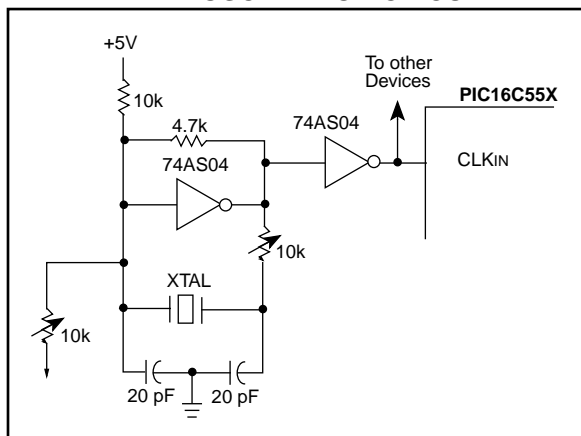 +5V
10k
4.7k
74AS04
74AS04
To other
Devices
PIC16C55X
CLKIN
10k
XTAL
10k
20 pF
20 pF